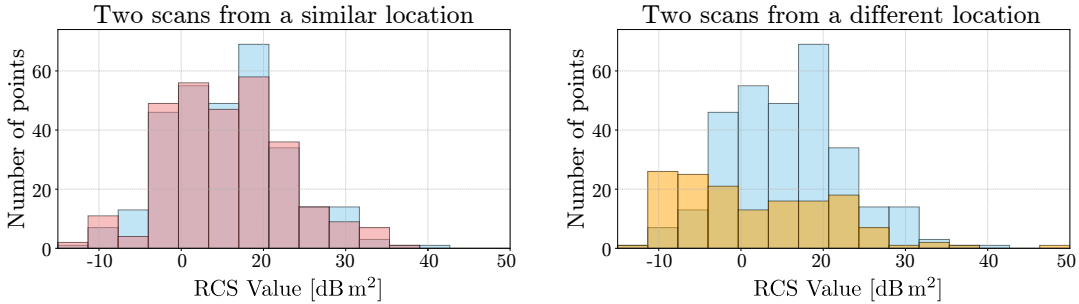 Two scans from a similar location
Number of points
60
40
20
0
-10 0 10 20 30 40 50
RCS Value [dB m²]
Two scans from a different location
Number of points
60
40
20
0
-10 0 20 20 30 40 50
RCS Value [dB m²]